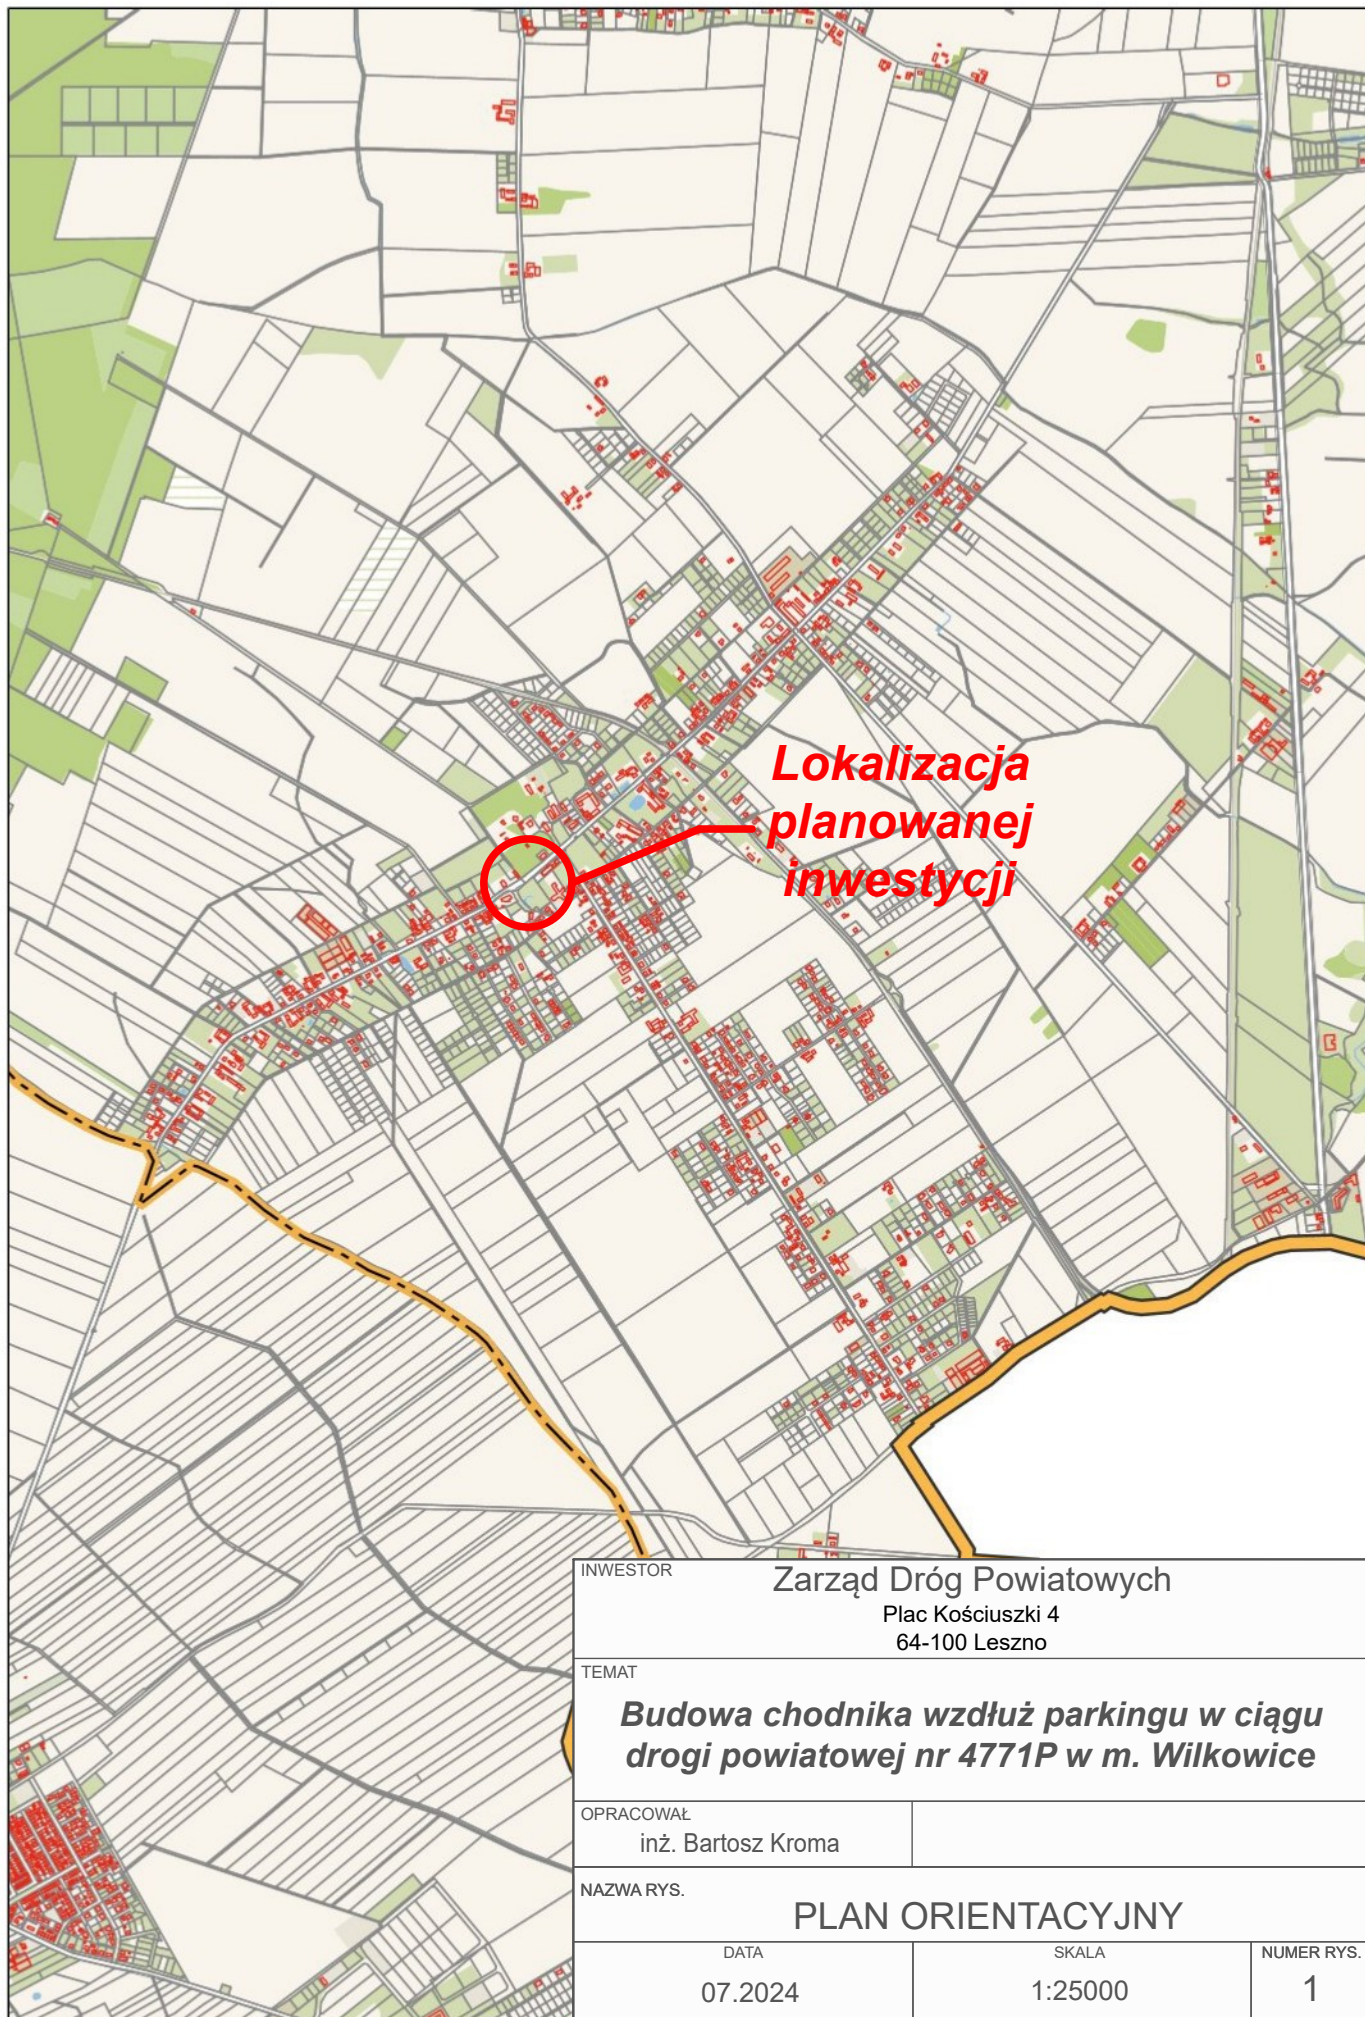 Lokalizacja
planowanej
inwestycji
INWESTOR
Zarząd Dróg Powiatowych
Plac Kościuszki 4
64-100 Leszno
TEMAT
Budowa chodnika wzdłuż parkingu w ciągu
drogi powiatowej nr 4771P w m. Wilkowice
OPRACOWAŁ
inż. Bartosz Kroma
NAZWA RYS.
PLAN ORIENTACYJNY
DATA
07.2024
SKALA
1:25000
NUMER RYS.
1